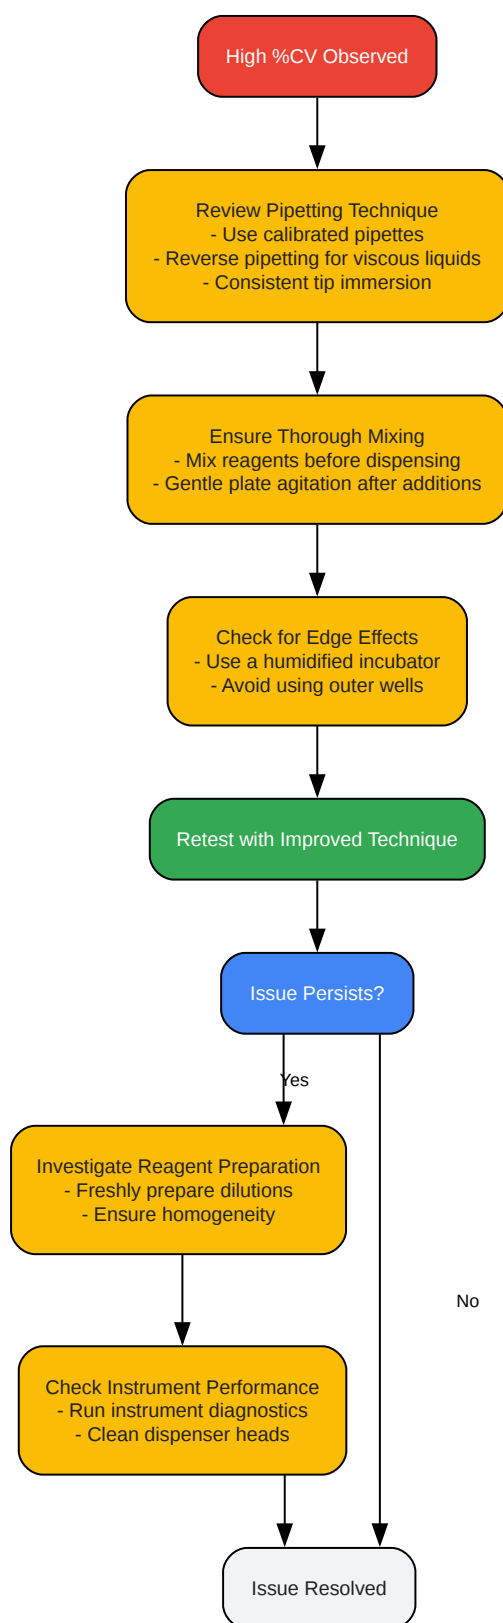 High %CV Observed
Review Pipetting Technique
- Use calibrated pipettes
- Reverse pipetting for viscous liquids
- Consistent tip immersion
Ensure Thorough Mixing
- Mix reagents before dispensing
- Gentle plate agitation after additions
Check for Edge Effects
- Use a humidified incubator
- Avoid using outer wells
Retest with Improved Technique
Issue Persists?
Yes
Investigate Reagent Preparation
- Freshly prepare dilutions
- Ensure homogeneity
No
Check Instrument Performance
- Run instrument diagnostics
- Clean dispenser heads
Issue Resolved